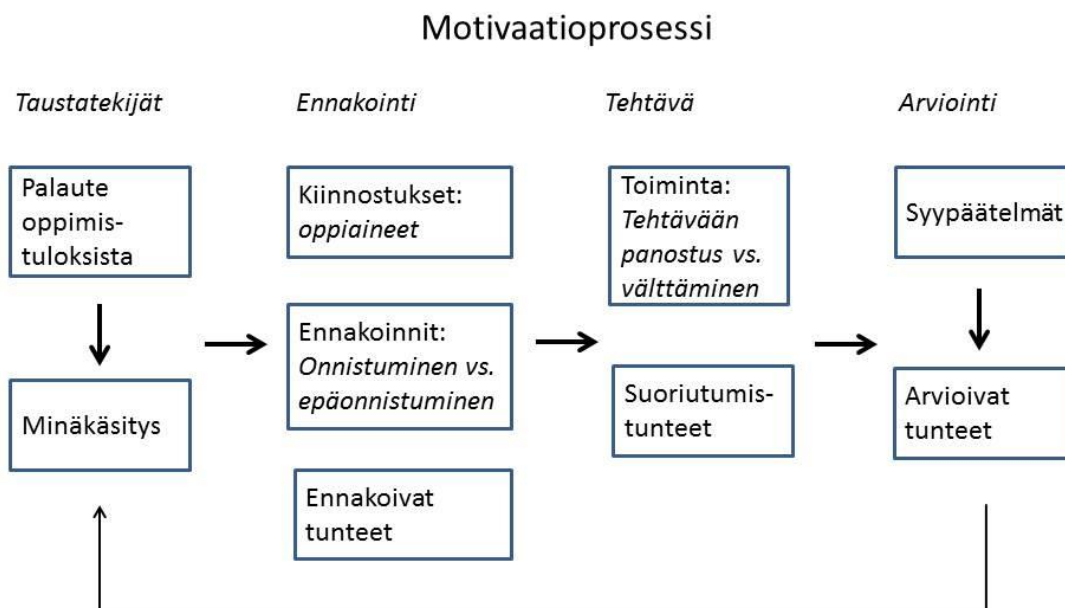 Motivaatioprosessi
Taustatekijät
Ennakointi
Tehtävä
Arviointi
Palaute
oppimis-
tuloksista
Minäkäsitys
Kiinnostukset:
oppiaineet
Ennakoinnit:
Onnistuminen vs.
epäonnistuminen
Ennakoivat
tunteet
Toiminta:
Tehtävään
panostus vs.
välttäminen
Suoriutumis-
tunteet
Syypäätelmät
Arvioivat
tunteet